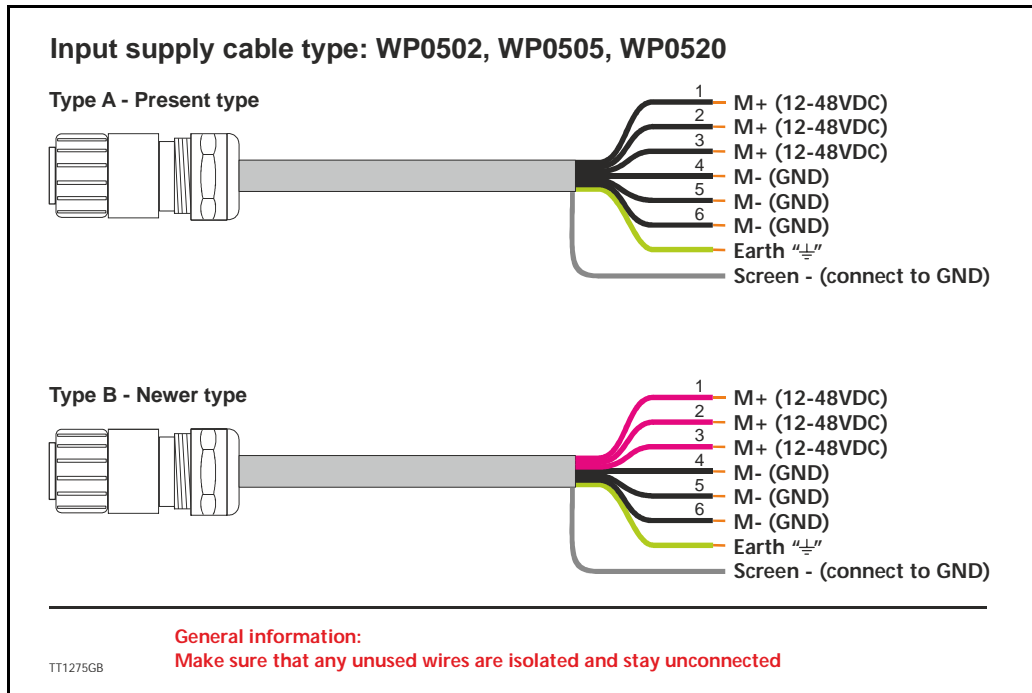 Input supply cable type: WP0502, WP0505, WP0520
Type A - Present type
1 M+ (12-48VDC)
2 M+ (12-48VDC)
3 M+ (12-48VDC)
4 M- (GND)
5 M- (GND)
6 M- (GND)
Earth “⏚”
Screen - (connect to GND)
Type B - Newer type
1 M+ (12-48VDC)
2 M+ (12-48VDC)
3 M+ (12-48VDC)
4 M- (GND)
5 M- (GND)
6 M- (GND)
Earth “⏚”
Screen - (connect to GND)
General information:
Make sure that any unused wires are isolated and stay unconnected
TT1275GB